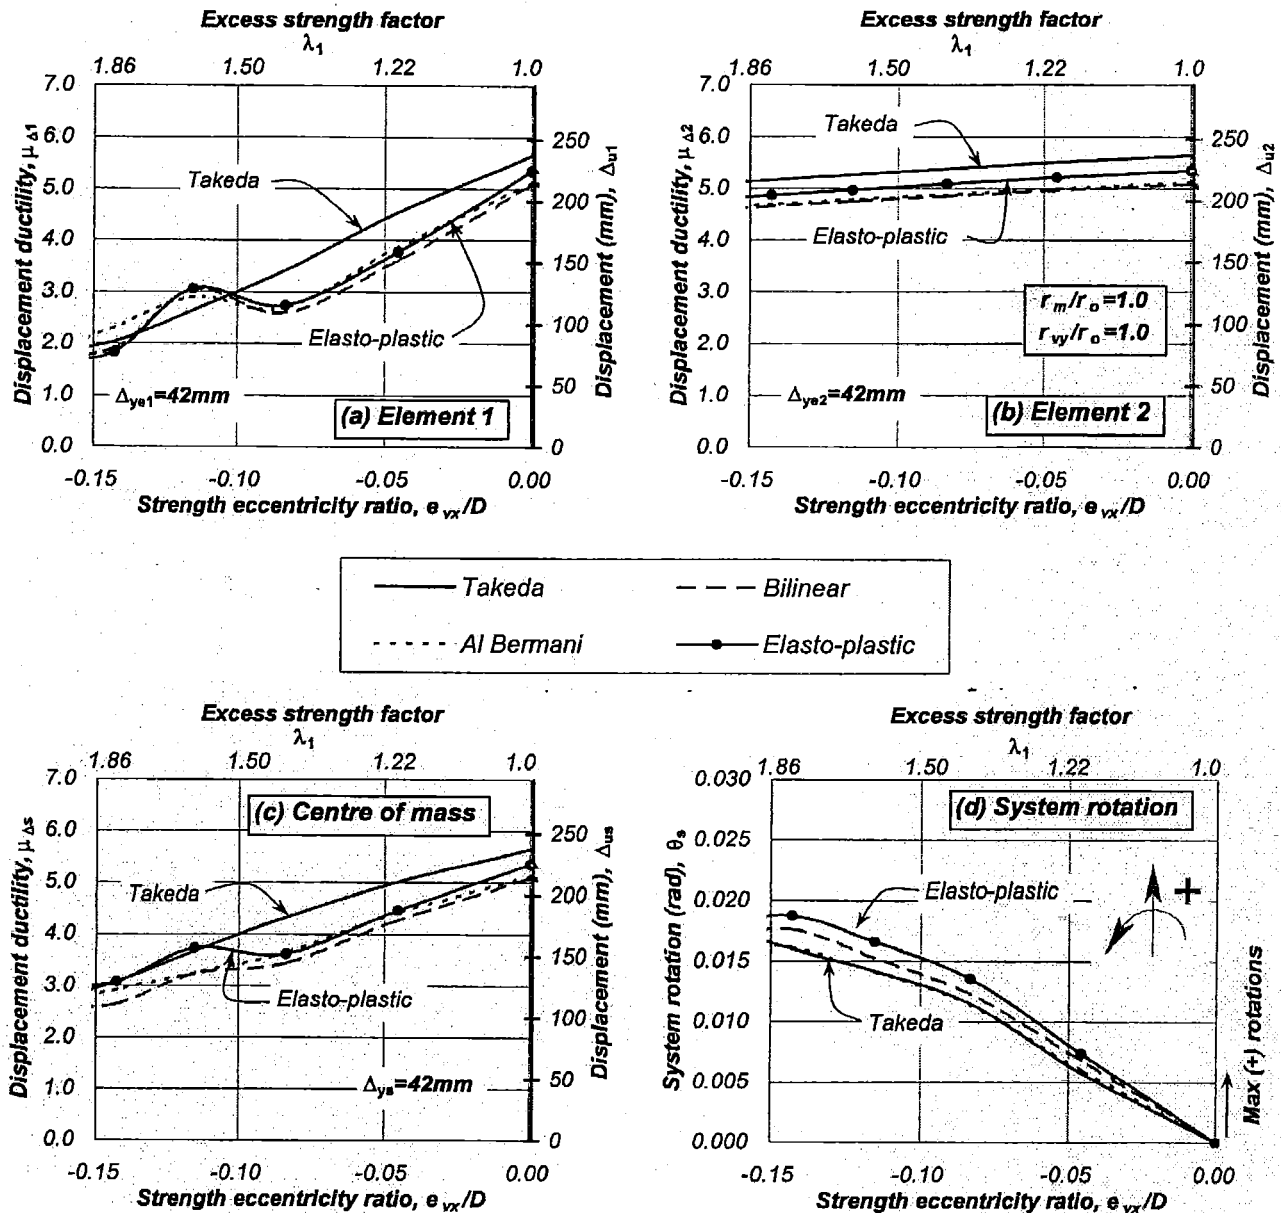 Excess strength factor
λ1
1.86 1.50 1.22 1.0
7.0
6.0
5.0
4.0
3.0
2.0
1.0
0.0
Displacement ductility, μ Δ1
250
200
150
100
50
0
Displacement (mm), Δu1
Takeda
Elasto-plastic
Δye1=42mm
(a) Element 1
-0.15 -0.10 -0.05 0.00
Strength eccentricity ratio, e vx/D
Excess strength factor
λ1
1.86 1.50 1.22 1.0
7.0
6.0
5.0
4.0
3.0
2.0
1.0
0.0
Displacement ductility, μ Δ2
250
200
150
100
50
0
Displacement (mm), Δu2
Takeda
Elasto-plastic
r m/r o=1.0
r vy/r o=1.0
Δye2=42mm
(b) Element 2
-0.15 -0.10 -0.05 0.00
Strength eccentricity ratio, e vx/D
Takeda
Bilinear
Al Bermani
Elasto-plastic
Excess strength factor
λ1
1.86 1.50 1.22 1.0
7.0
6.0
5.0
4.0
3.0
2.0
1.0
0.0
Displacement ductility, μ Δs
250
200
150
100
50
0
Displacement (mm), Δus
(c) Centre of mass
Takeda
Elasto-plastic
Δys=42mm
-0.15 -0.10 -0.05 0.00
Strength eccentricity ratio, e vx/D
Excess strength factor
λ1
1.86 1.50 1.22 1.0
0.030
0.025
0.020
0.015
0.010
0.005
0.000
System rotation (rad), θs
(d) System rotation
Elasto-plastic
+
Takeda
Max (+) rotations
-0.15 -0.10 -0.05 0.00
Strength eccentricity ratio, e vx/D